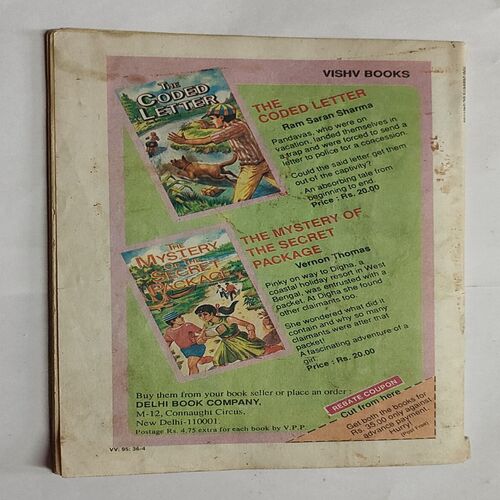 VISHV BOOKS
THE
CODED
LETTER
THE
CODED LETTER
Ram Saran Sharma
Pandavas, who were on
vacation, landed themselves in
a trap and were forced to send a
letter to police for a concession.
Could the said letter get them
out of the captivity?
An absorbing tale from
beginning to end.
Price : Rs. 20.00
THE
MYSTERY
OF THE
SECRET
PACKAGE
THE MYSTERY OF
THE SECRET
PACKAGE
Vernon Thomas
Pinky on way to Digha, a
coastal holiday resort in West
Bengal, was entrusted with a
packet. At Digha she found
other claimants too.
She wondered what did it
contain and why so many
claimants were after that
packet!
A fascinating adventure of a
girl.
Price : Rs. 20.00
Buy them from your book seller or place an order :
DELHI BOOK COMPANY,
M-12, Connaught Circus,
New Delhi-110001.
Postage Rs. 4.75 extra for each book by V.P.P.
REBATE COUPON
Cut from here
Get both the books for
Rs. 35.00 only against
advance payment.
Hurry!
(Post Free)
VV. 95: 36-4